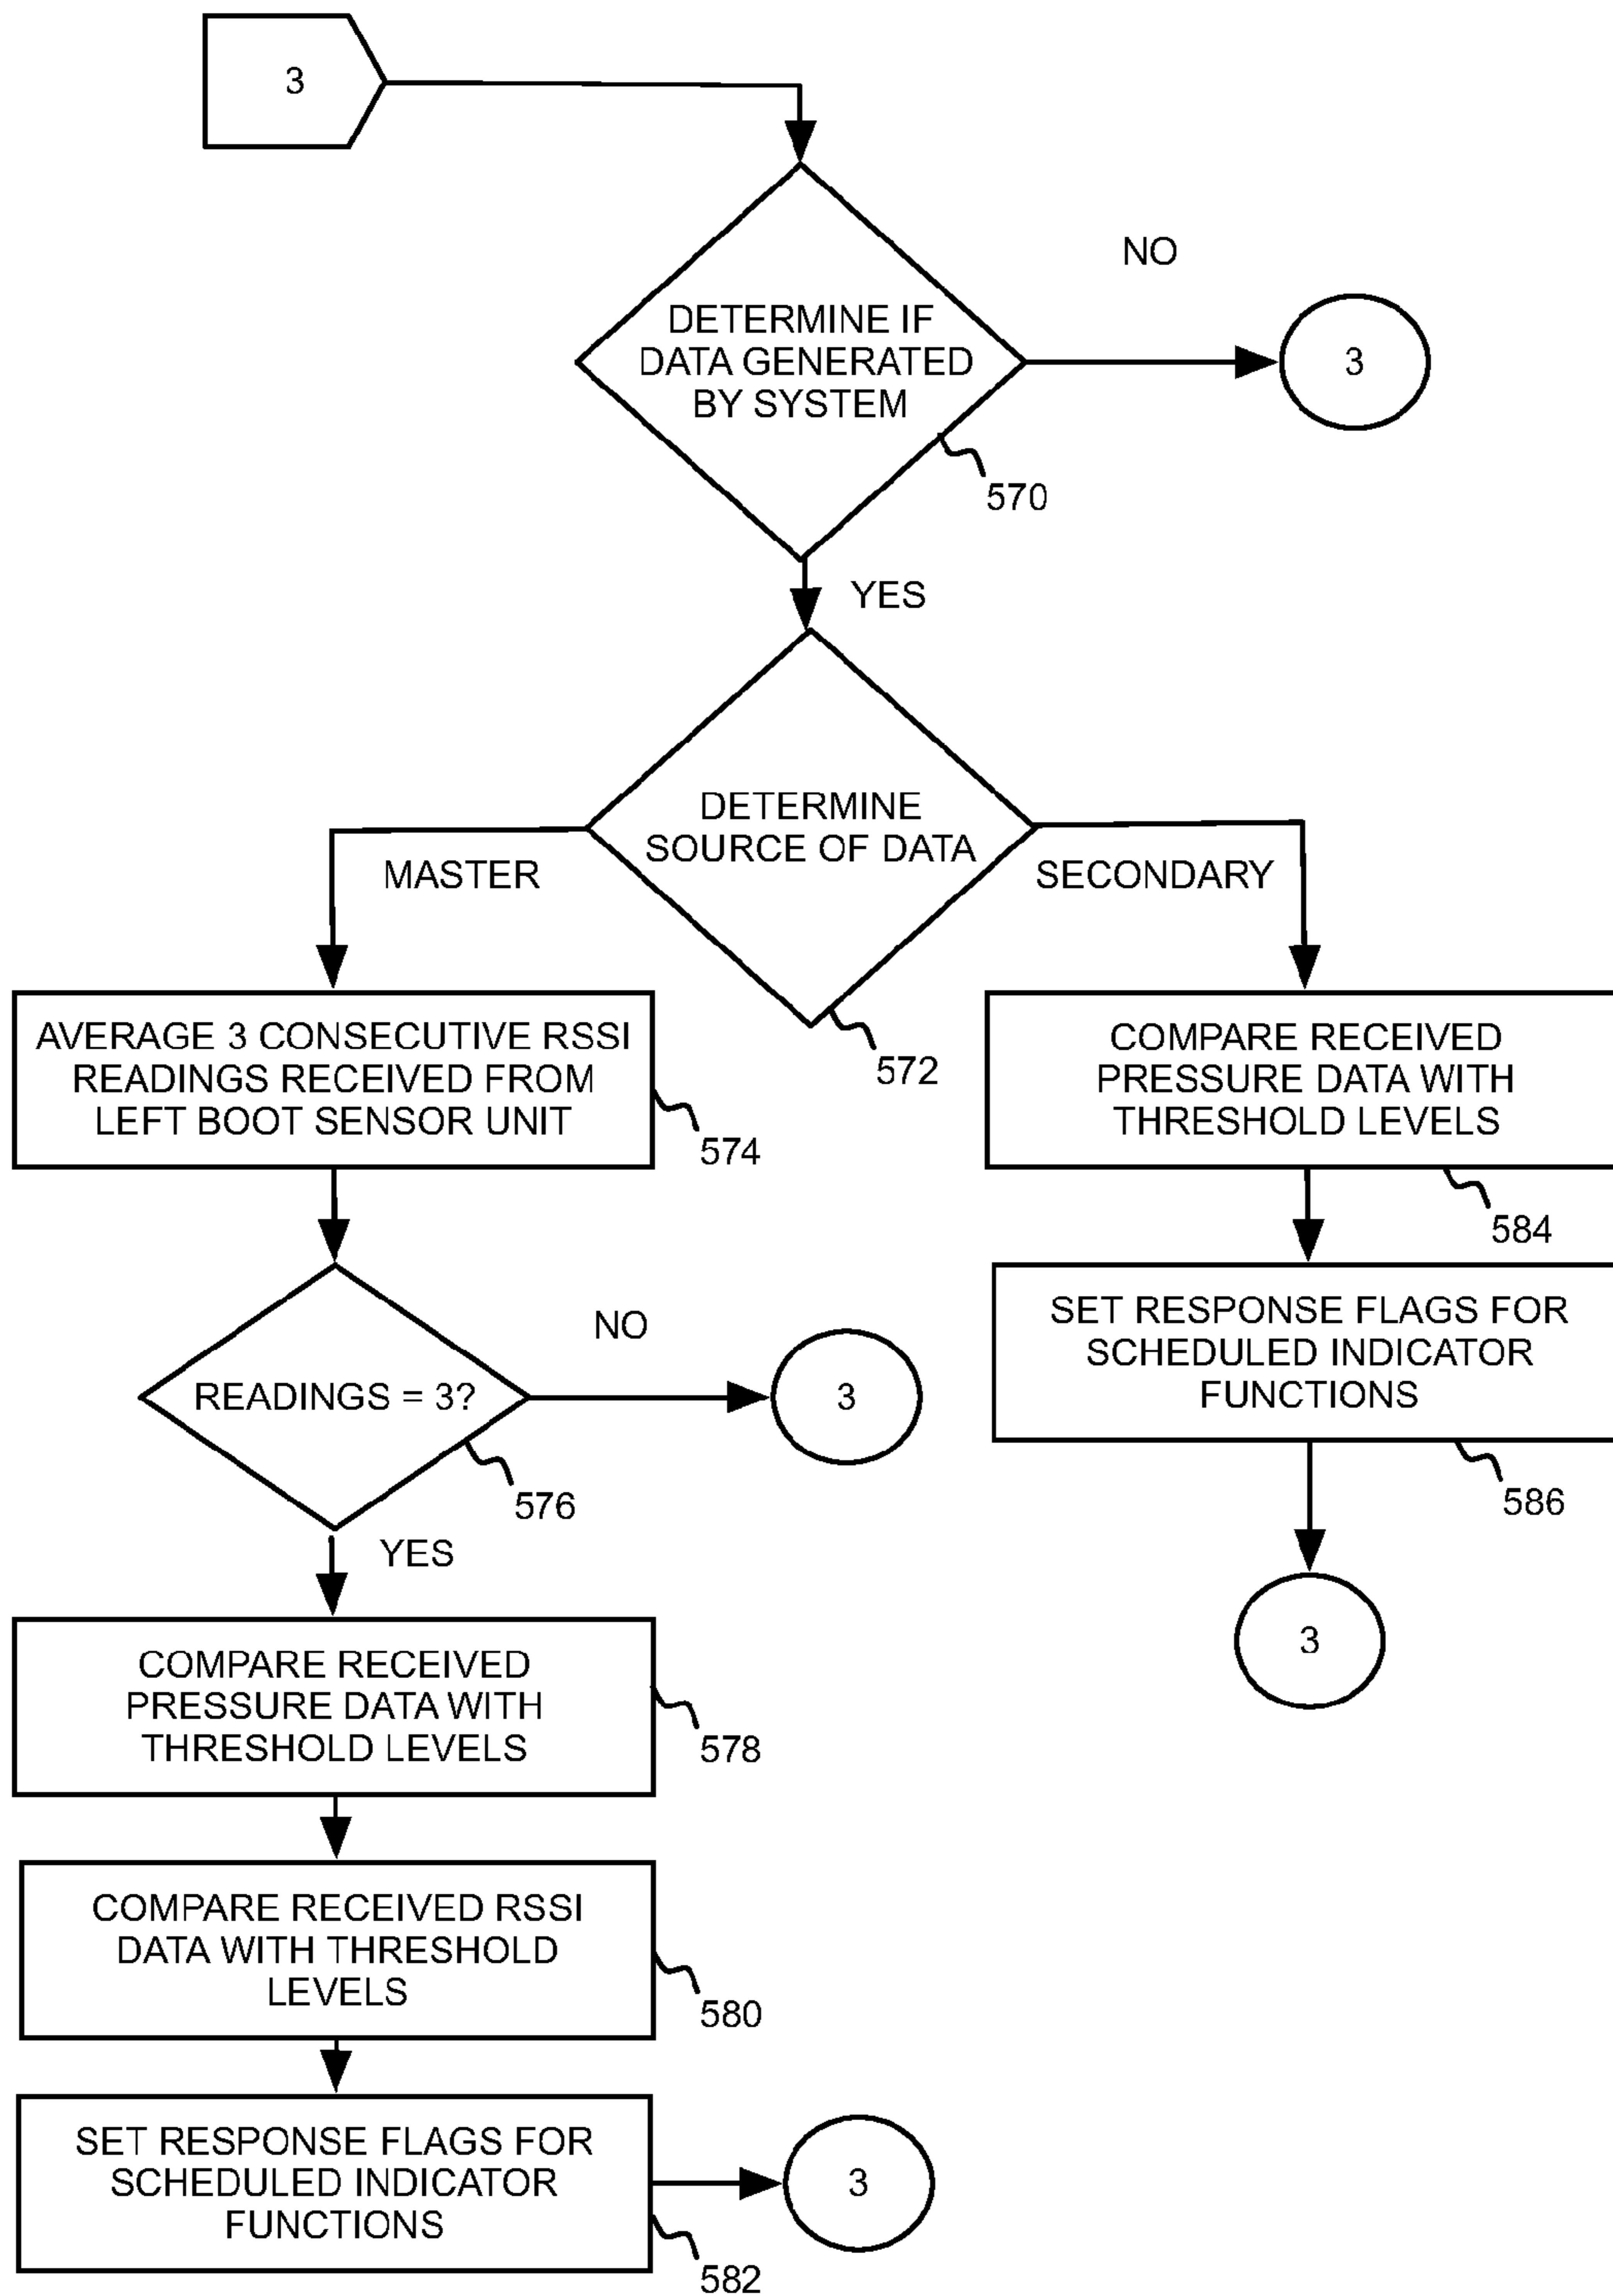 3
NO
DETERMINE IF
DATA GENERATED
BY SYSTEM
3
570
YES
DETERMINE
SOURCE OF DATA
MASTER
SECONDARY
572
AVERAGE 3 CONSECUTIVE RSSI
READINGS RECEIVED FROM
LEFT BOOT SENSOR UNIT
574
COMPARE RECEIVED
PRESSURE DATA WITH
THRESHOLD LEVELS
584
NO
READINGS = 3?
3
576
YES
SET RESPONSE FLAGS FOR
SCHEDULED INDICATOR
FUNCTIONS
586
3
COMPARE RECEIVED
PRESSURE DATA WITH
THRESHOLD LEVELS
578
COMPARE RECEIVED RSSI
DATA WITH THRESHOLD
LEVELS
580
SET RESPONSE FLAGS FOR
SCHEDULED INDICATOR
FUNCTIONS
3
582